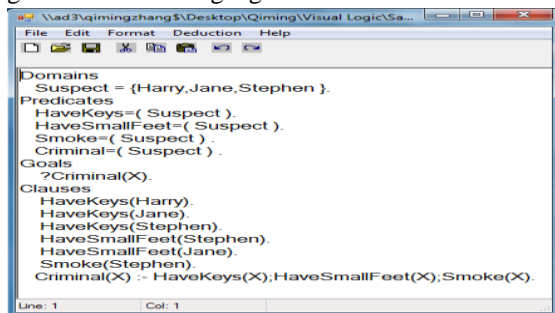 \\ad3\qimingzhang$\Desktop\Qiming\Visual Logic\Sa...
File Edit Format Deduction Help
Domains
Suspect = {Harry,Jane,Stephen }.
Predicates
HaveKeys=( Suspect ).
HaveSmallFeet=( Suspect ).
Smoke=( Suspect ) .
Criminal=( Suspect ) .
Goals
?Criminal(X).
Clauses
HaveKeys(Harry).
HaveKeys(Jane).
HaveKeys(Stephen).
HaveSmallFeet(Stephen).
HaveSmallFeet(Jane).
Smoke(Stephen).
Criminal(X) :- HaveKeys(X);HaveSmallFeet(X);Smoke(X).
Line: 1 Col: 1